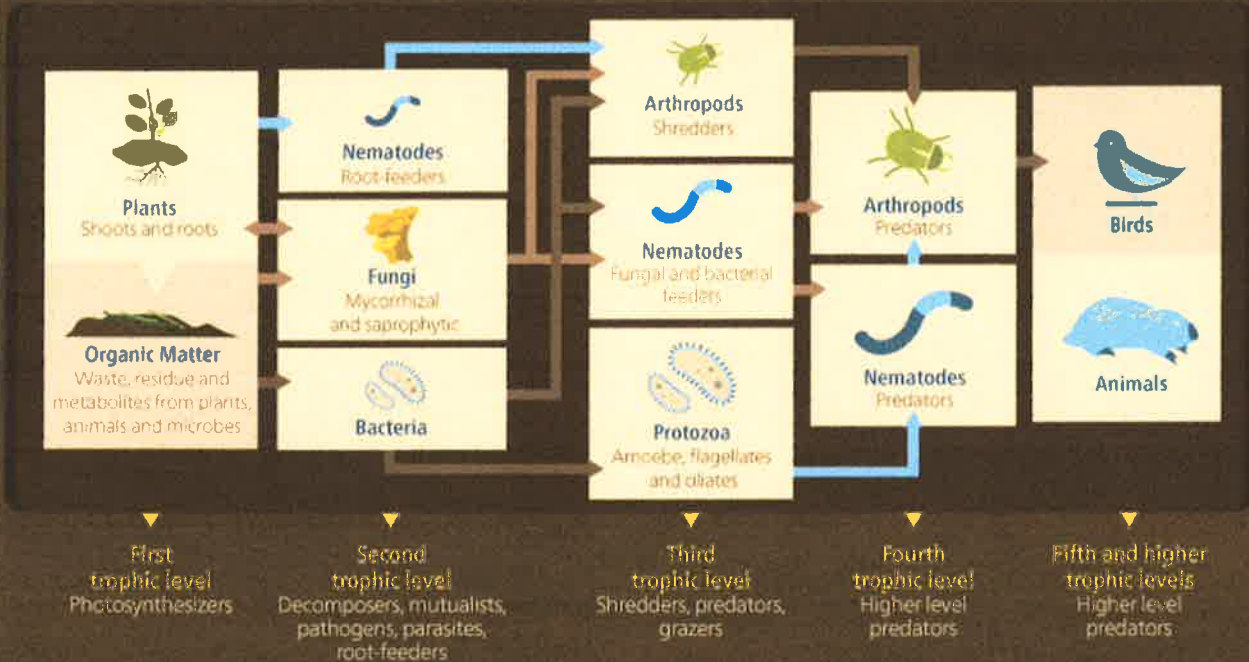 Plants
Shoots and roots
Organic Matter
Waste, residue and
metabolites from plants,
animals and microbes
Nematodes
Root-feeders
Fungi
Mycorrhizal
and saprophytic
Bacteria
Arthropods
Shredders
Nematodes
Fungal and bacterial
feeders
Protozoa
Amoebe, flagellates
and ciliates
Arthropods
Predators
Nematodes
Predators
Birds
Animals
First
trophic level
Photosynthesizers
Second
trophic level
Decomposers, mutualists,
pathogens, parasites,
root-feeders
Third
trophic level
Shredders, predators,
grazers
Fourth
trophic level
Higher level
predators
Fifth and higher
trophic levels
Higher level
predators